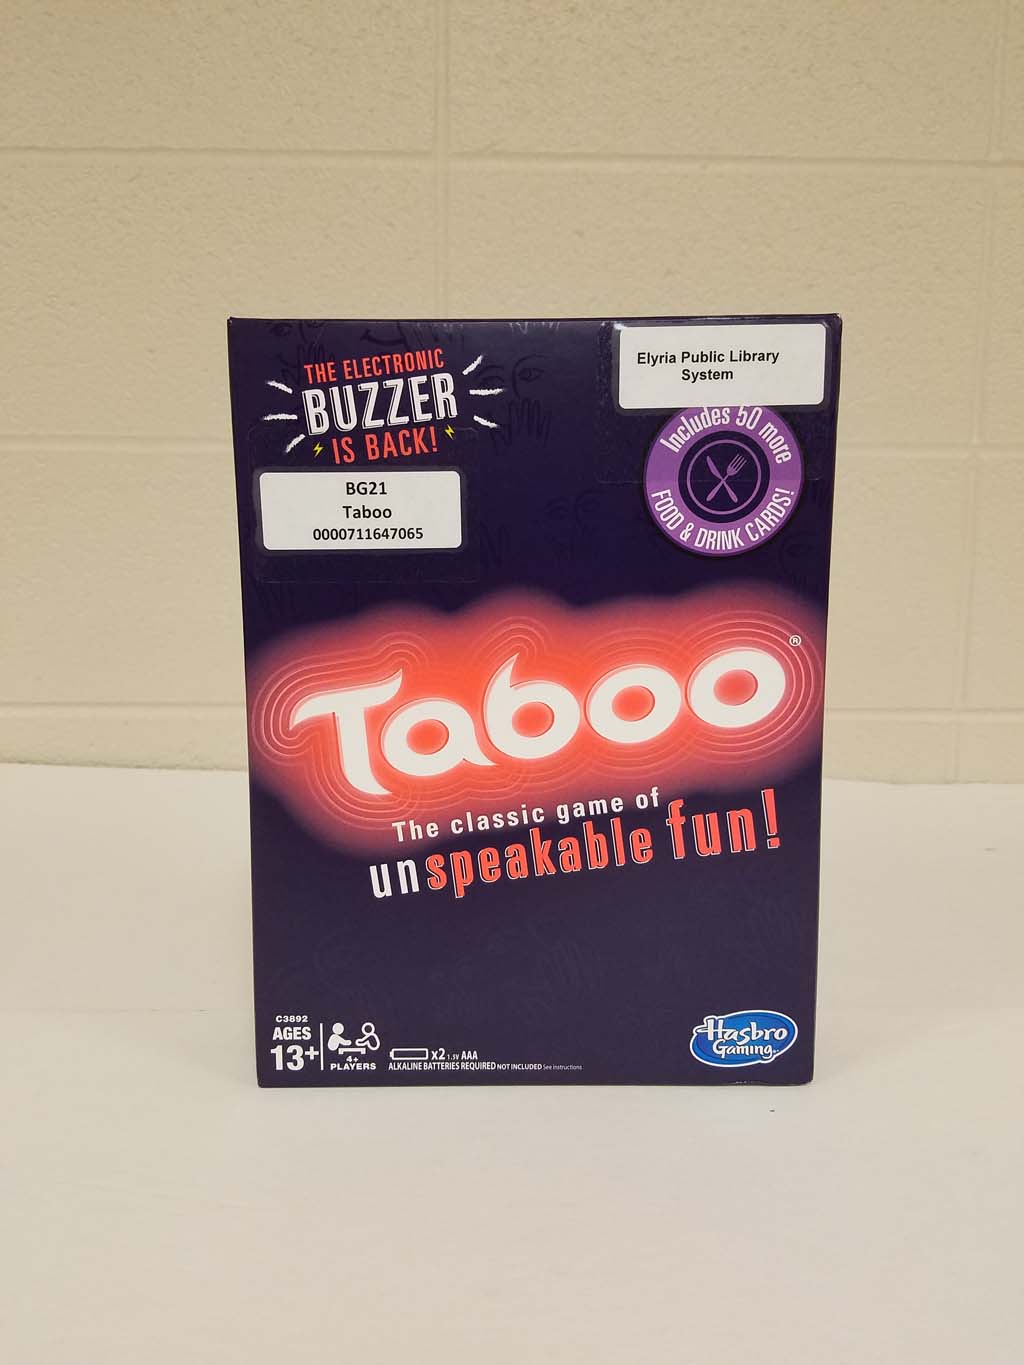 THE ELECTRONIC
BUZZER
IS BACK!
Elyria Public Library
System
Includes 50 more
FOOD & DRINK CARDS!
BG21
Taboo
0000711647065
Taboo®
The classic game of
unspeakable fun!
C3892
AGES
13+
4+
PLAYERS
x2 1.5V AAA
ALKALINE BATTERIES REQUIRED NOT INCLUDED See instructions
Hasbro
Gaming